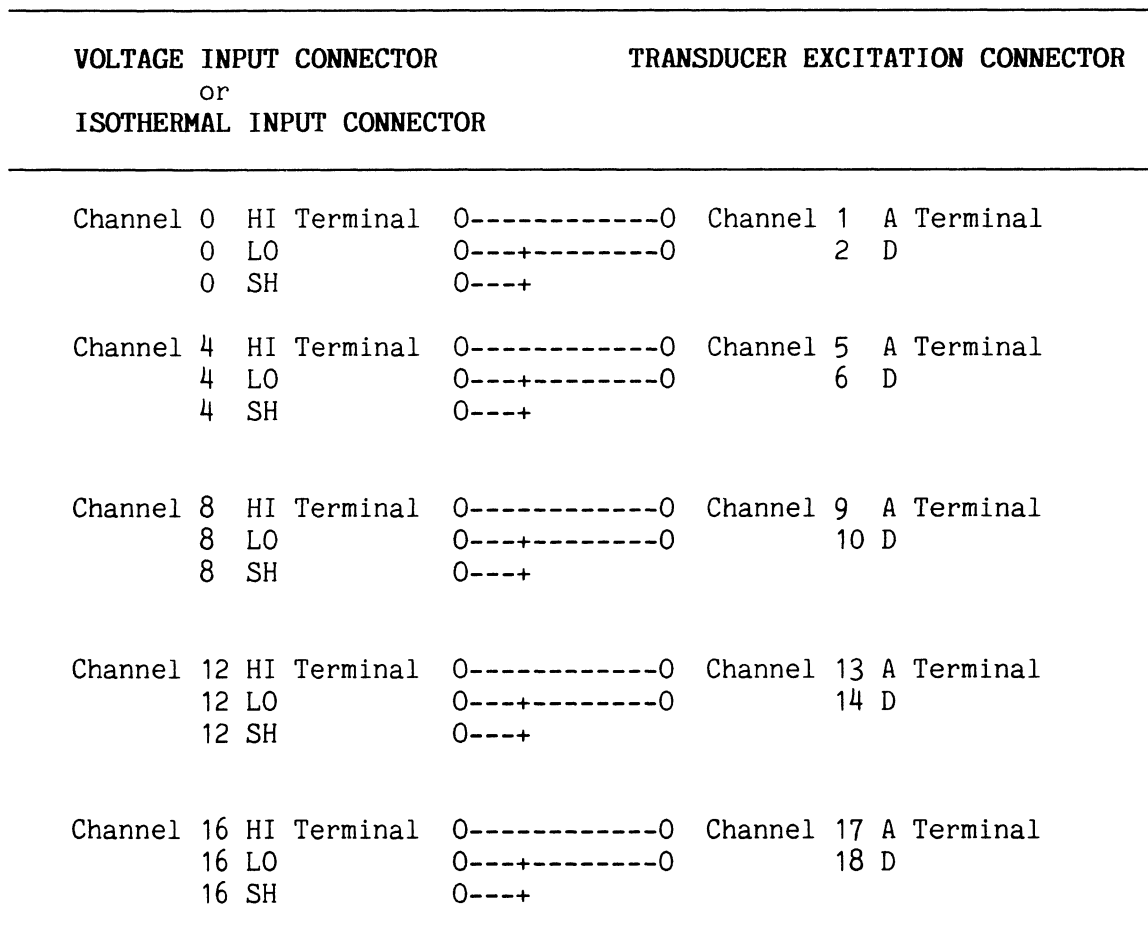 VOLTAGE INPUT CONNECTOR TRANSDUCER EXCITATION CONNECTOR
or
ISOTHERMAL INPUT CONNECTOR
Channel 0 HI Terminal O------------O Channel 1 A Terminal
0 LO O---+--------O 2 D
0 SH O---+
Channel 4 HI Terminal O------------O Channel 5 A Terminal
4 LO O---+--------O 6 D
4 SH O---+
Channel 8 HI Terminal O------------O Channel 9 A Terminal
8 LO O---+--------O 10 D
8 SH O---+
Channel 12 HI Terminal O------------O Channel 13 A Terminal
12 LO O---+--------O 14 D
12 SH O---+
Channel 16 HI Terminal O------------O Channel 17 A Terminal
16 LO O---+--------O 18 D
16 SH O---+